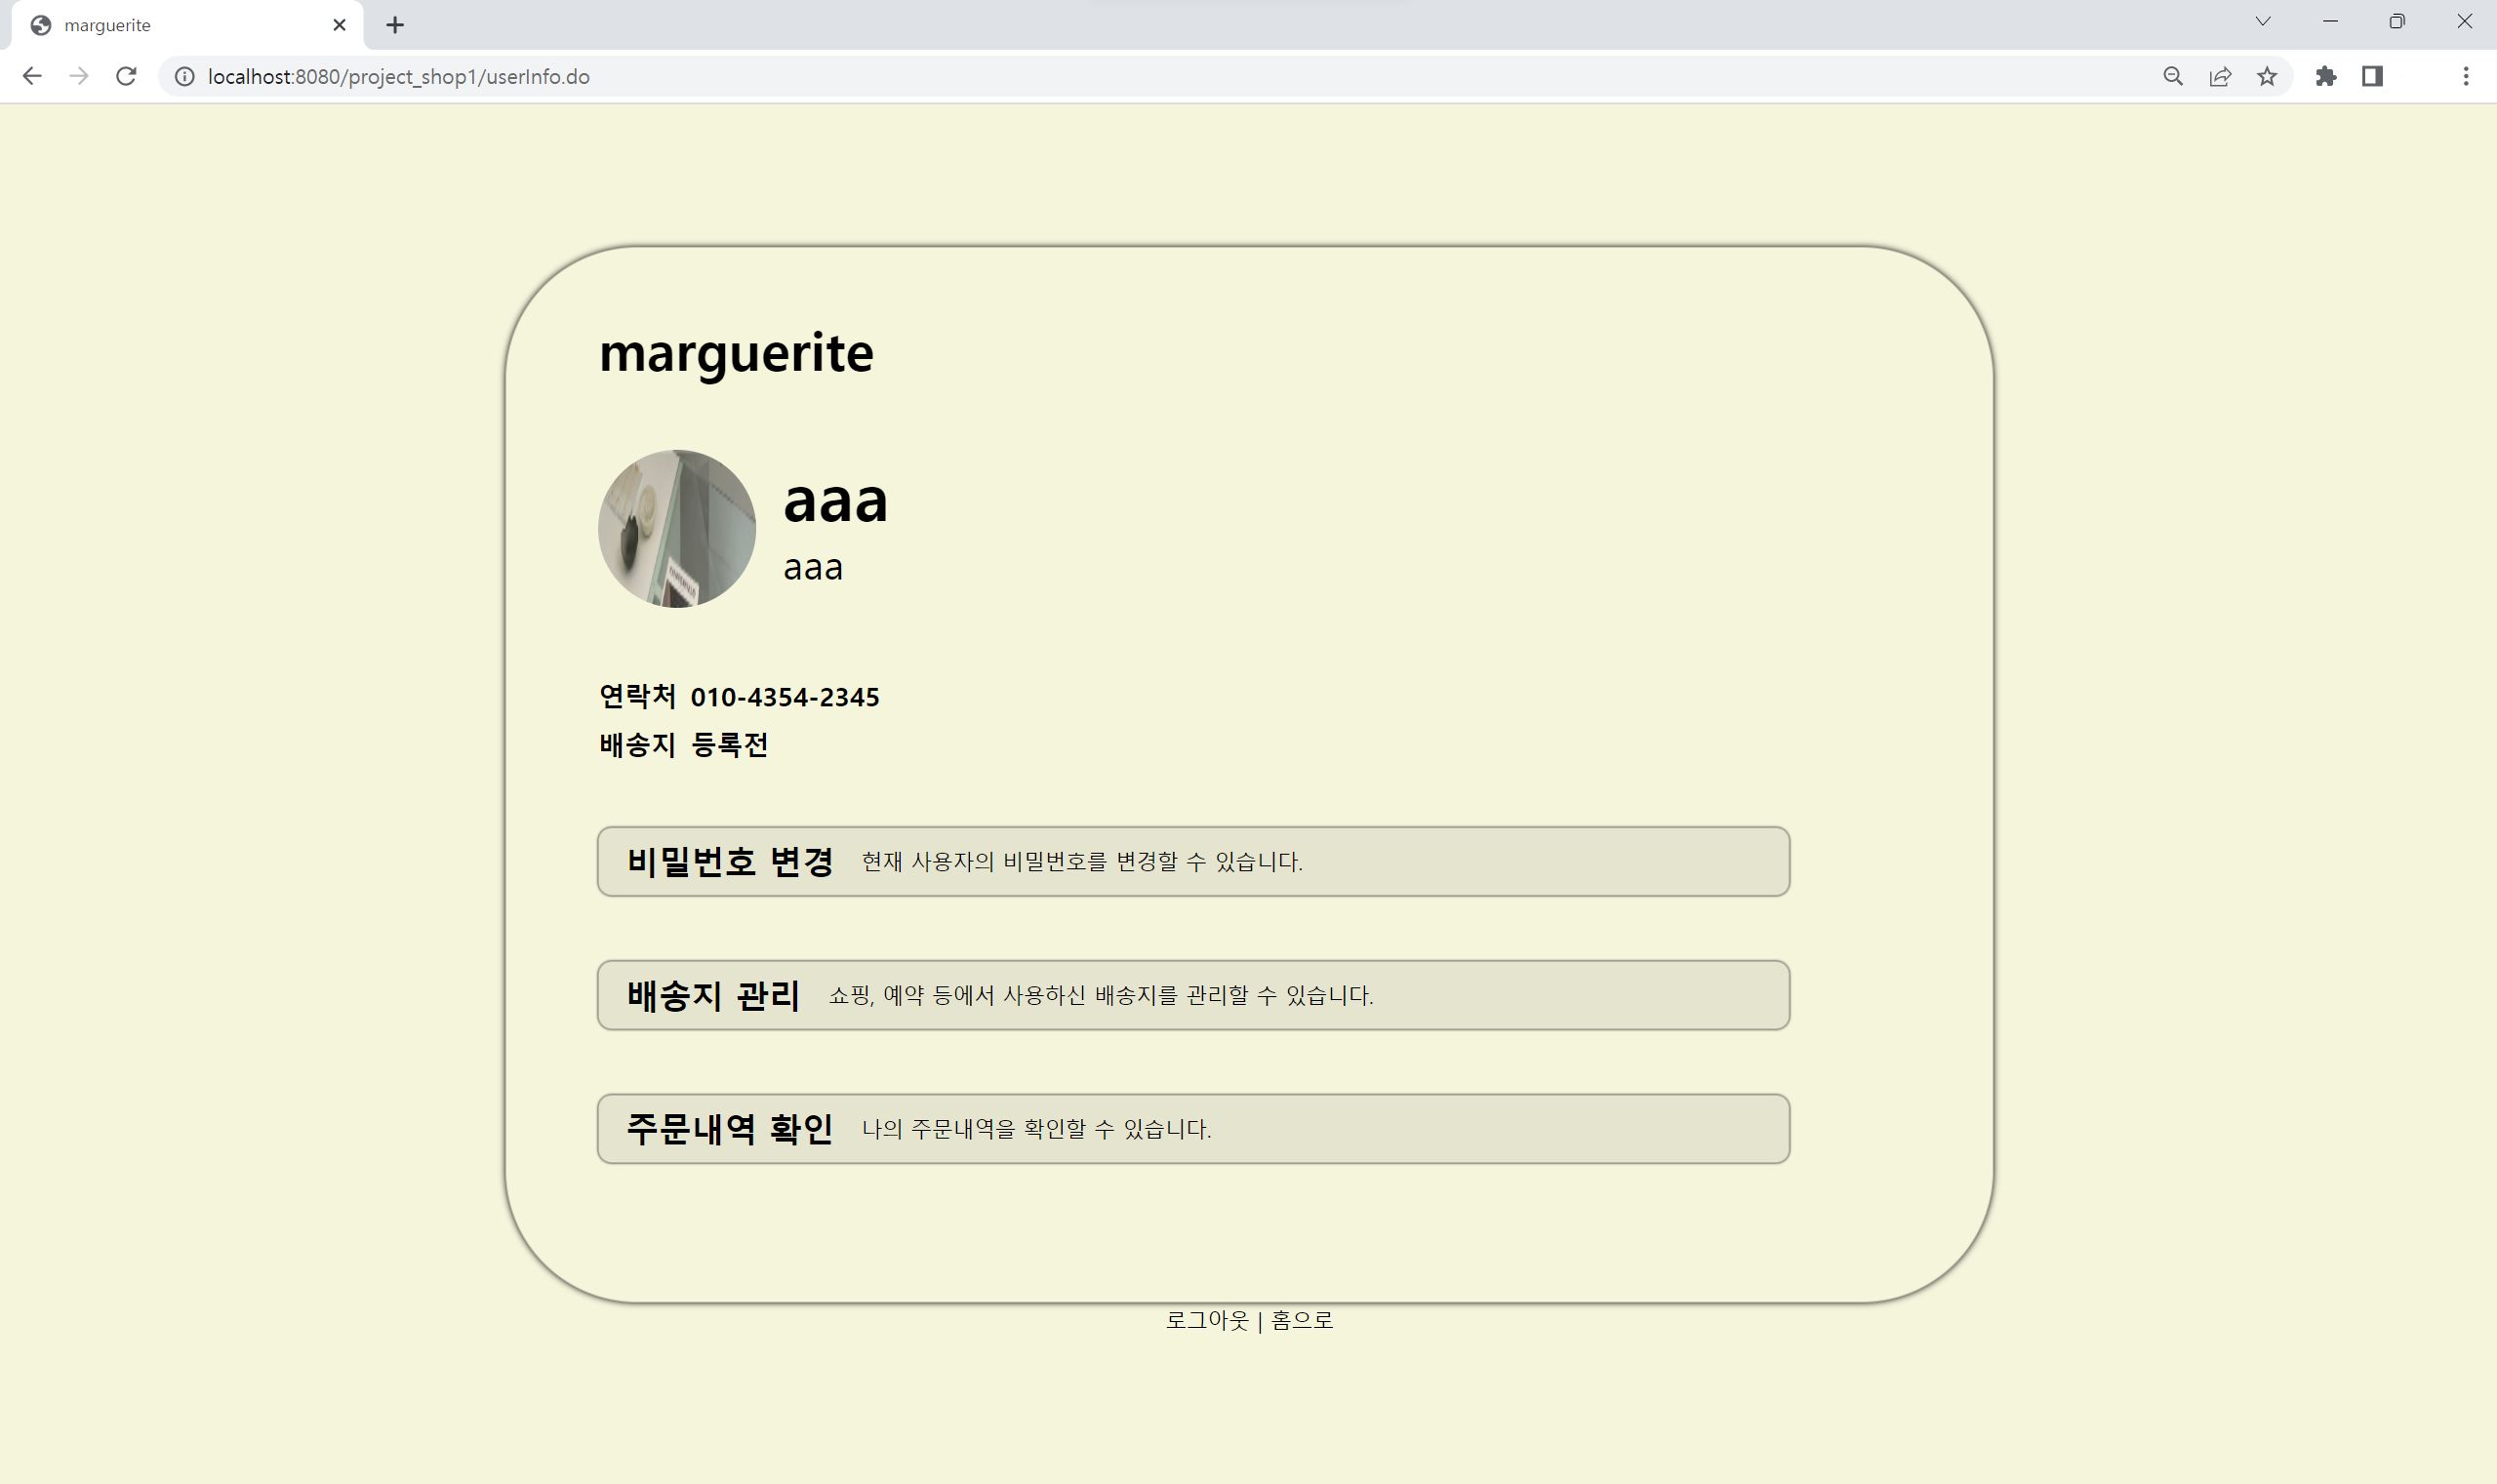 marguerite
localhost:8080/project_shop1/userInfo.do
marguerite
aaa
aaa
연락처 010-4354-2345
배송지 등록전
비밀번호 변경 현재 사용자의 비밀번호를 변경할 수 있습니다.
배송지 관리 쇼핑, 예약 등에서 사용하신 배송지를 관리할 수 있습니다.
주문내역 확인 나의 주문내역을 확인할 수 있습니다.
로그아웃 | 홈으로